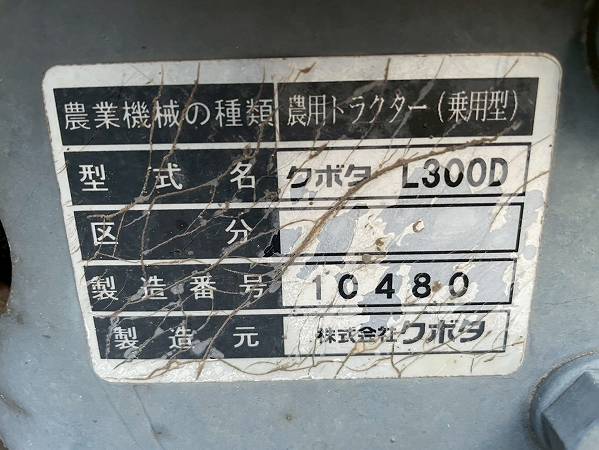 農業機械の種類 農用トラクター(乗用型)
型式名 クボタ L300D
区分
製造番号 10480
製造元 株式会社クボタ